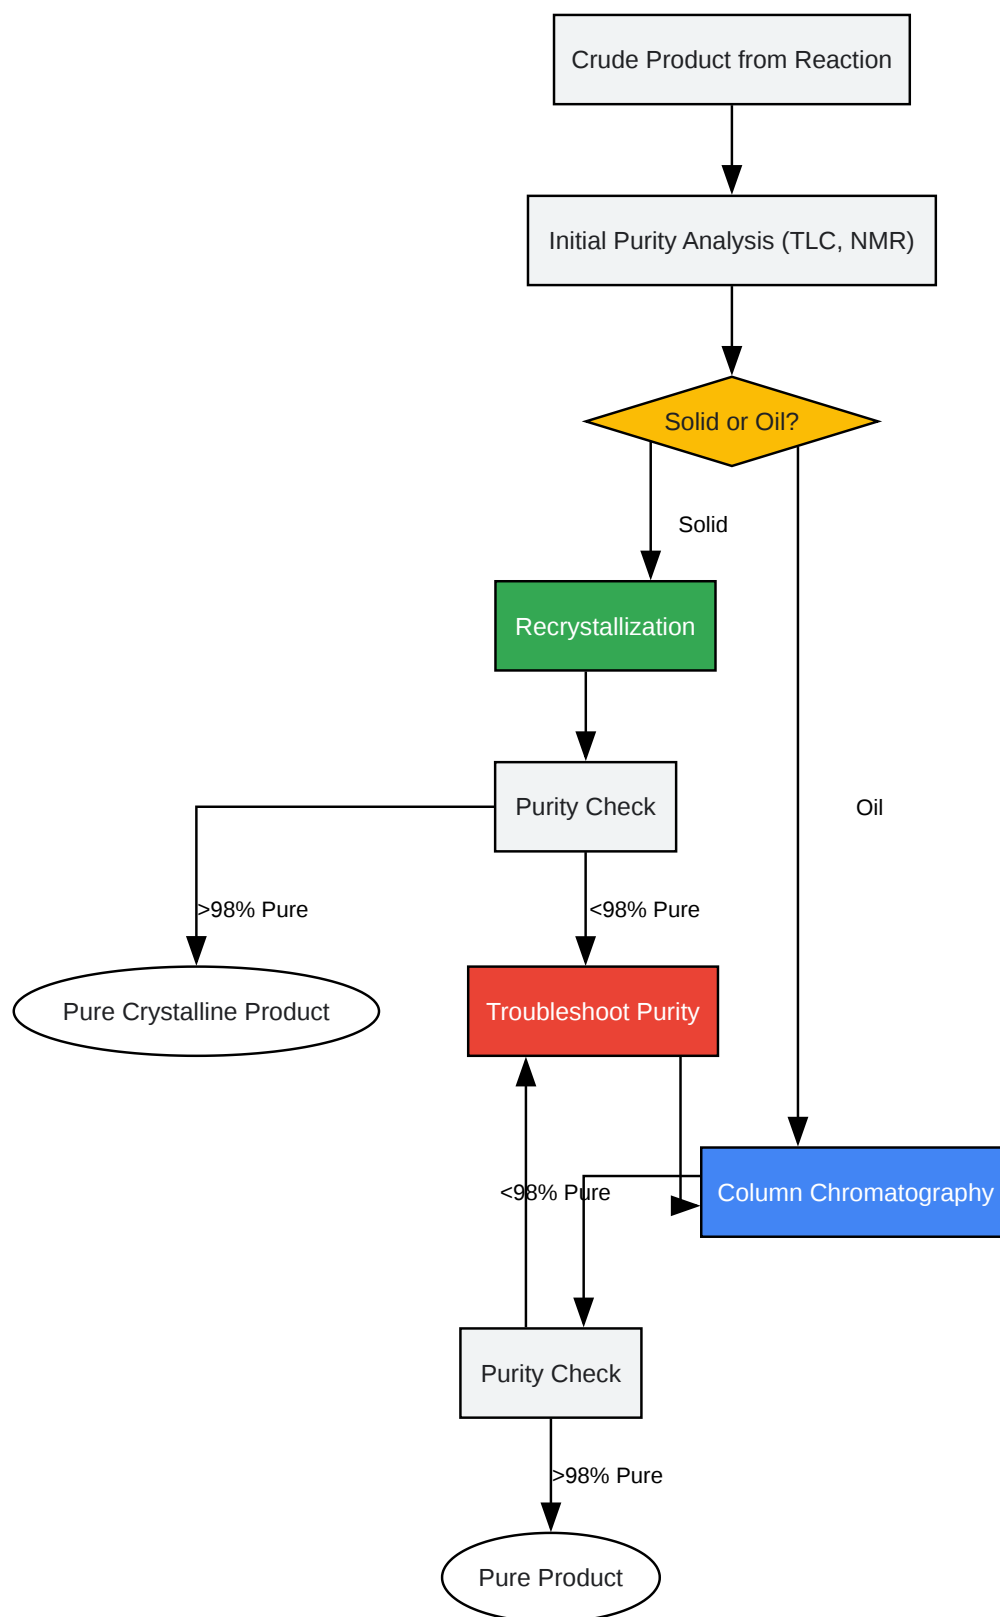 Crude Product from Reaction
Initial Purity Analysis (TLC, NMR)
Solid or Oil?
Solid
Recrystallization
Purity Check
Oil
>98% Pure
<98% Pure
Pure Crystalline Product
Troubleshoot Purity
<98% Pure
Column Chromatography
Purity Check
>98% Pure
Pure Product